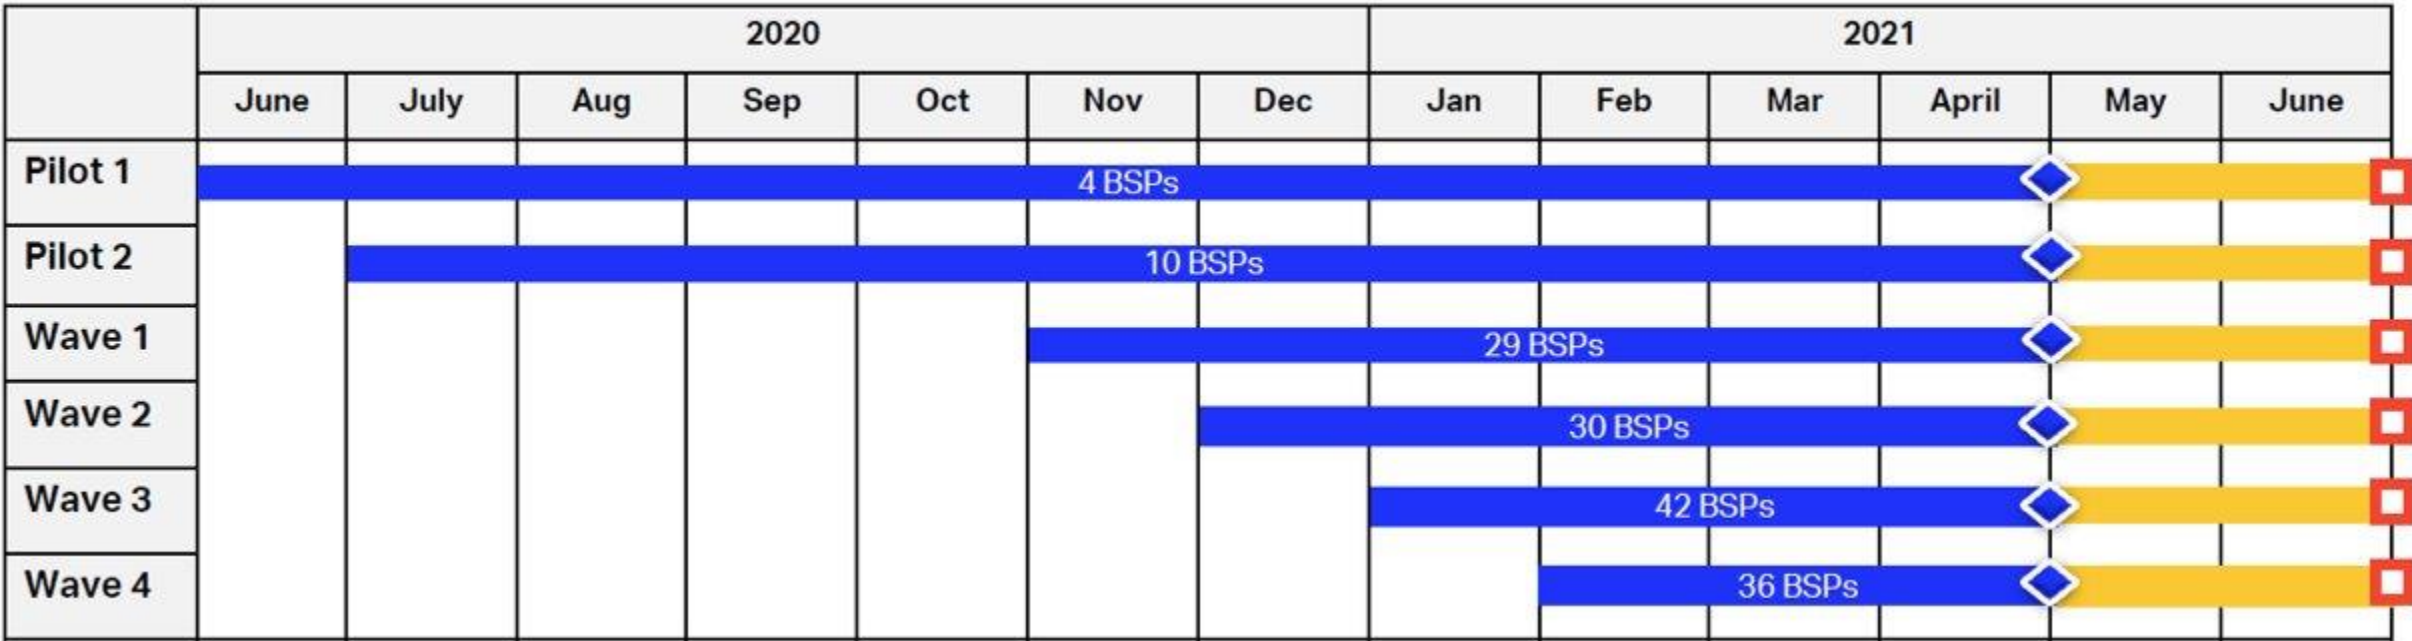 2020 2021
June July Aug Sep Oct Nov Dec Jan Feb Mar April May June
Pilot 1 4 BSPs
Pilot 2 10 BSPs
Wave 1 29 BSPs
Wave 2 30 BSPs
Wave 3 42 BSPs
Wave 4 36 BSPs